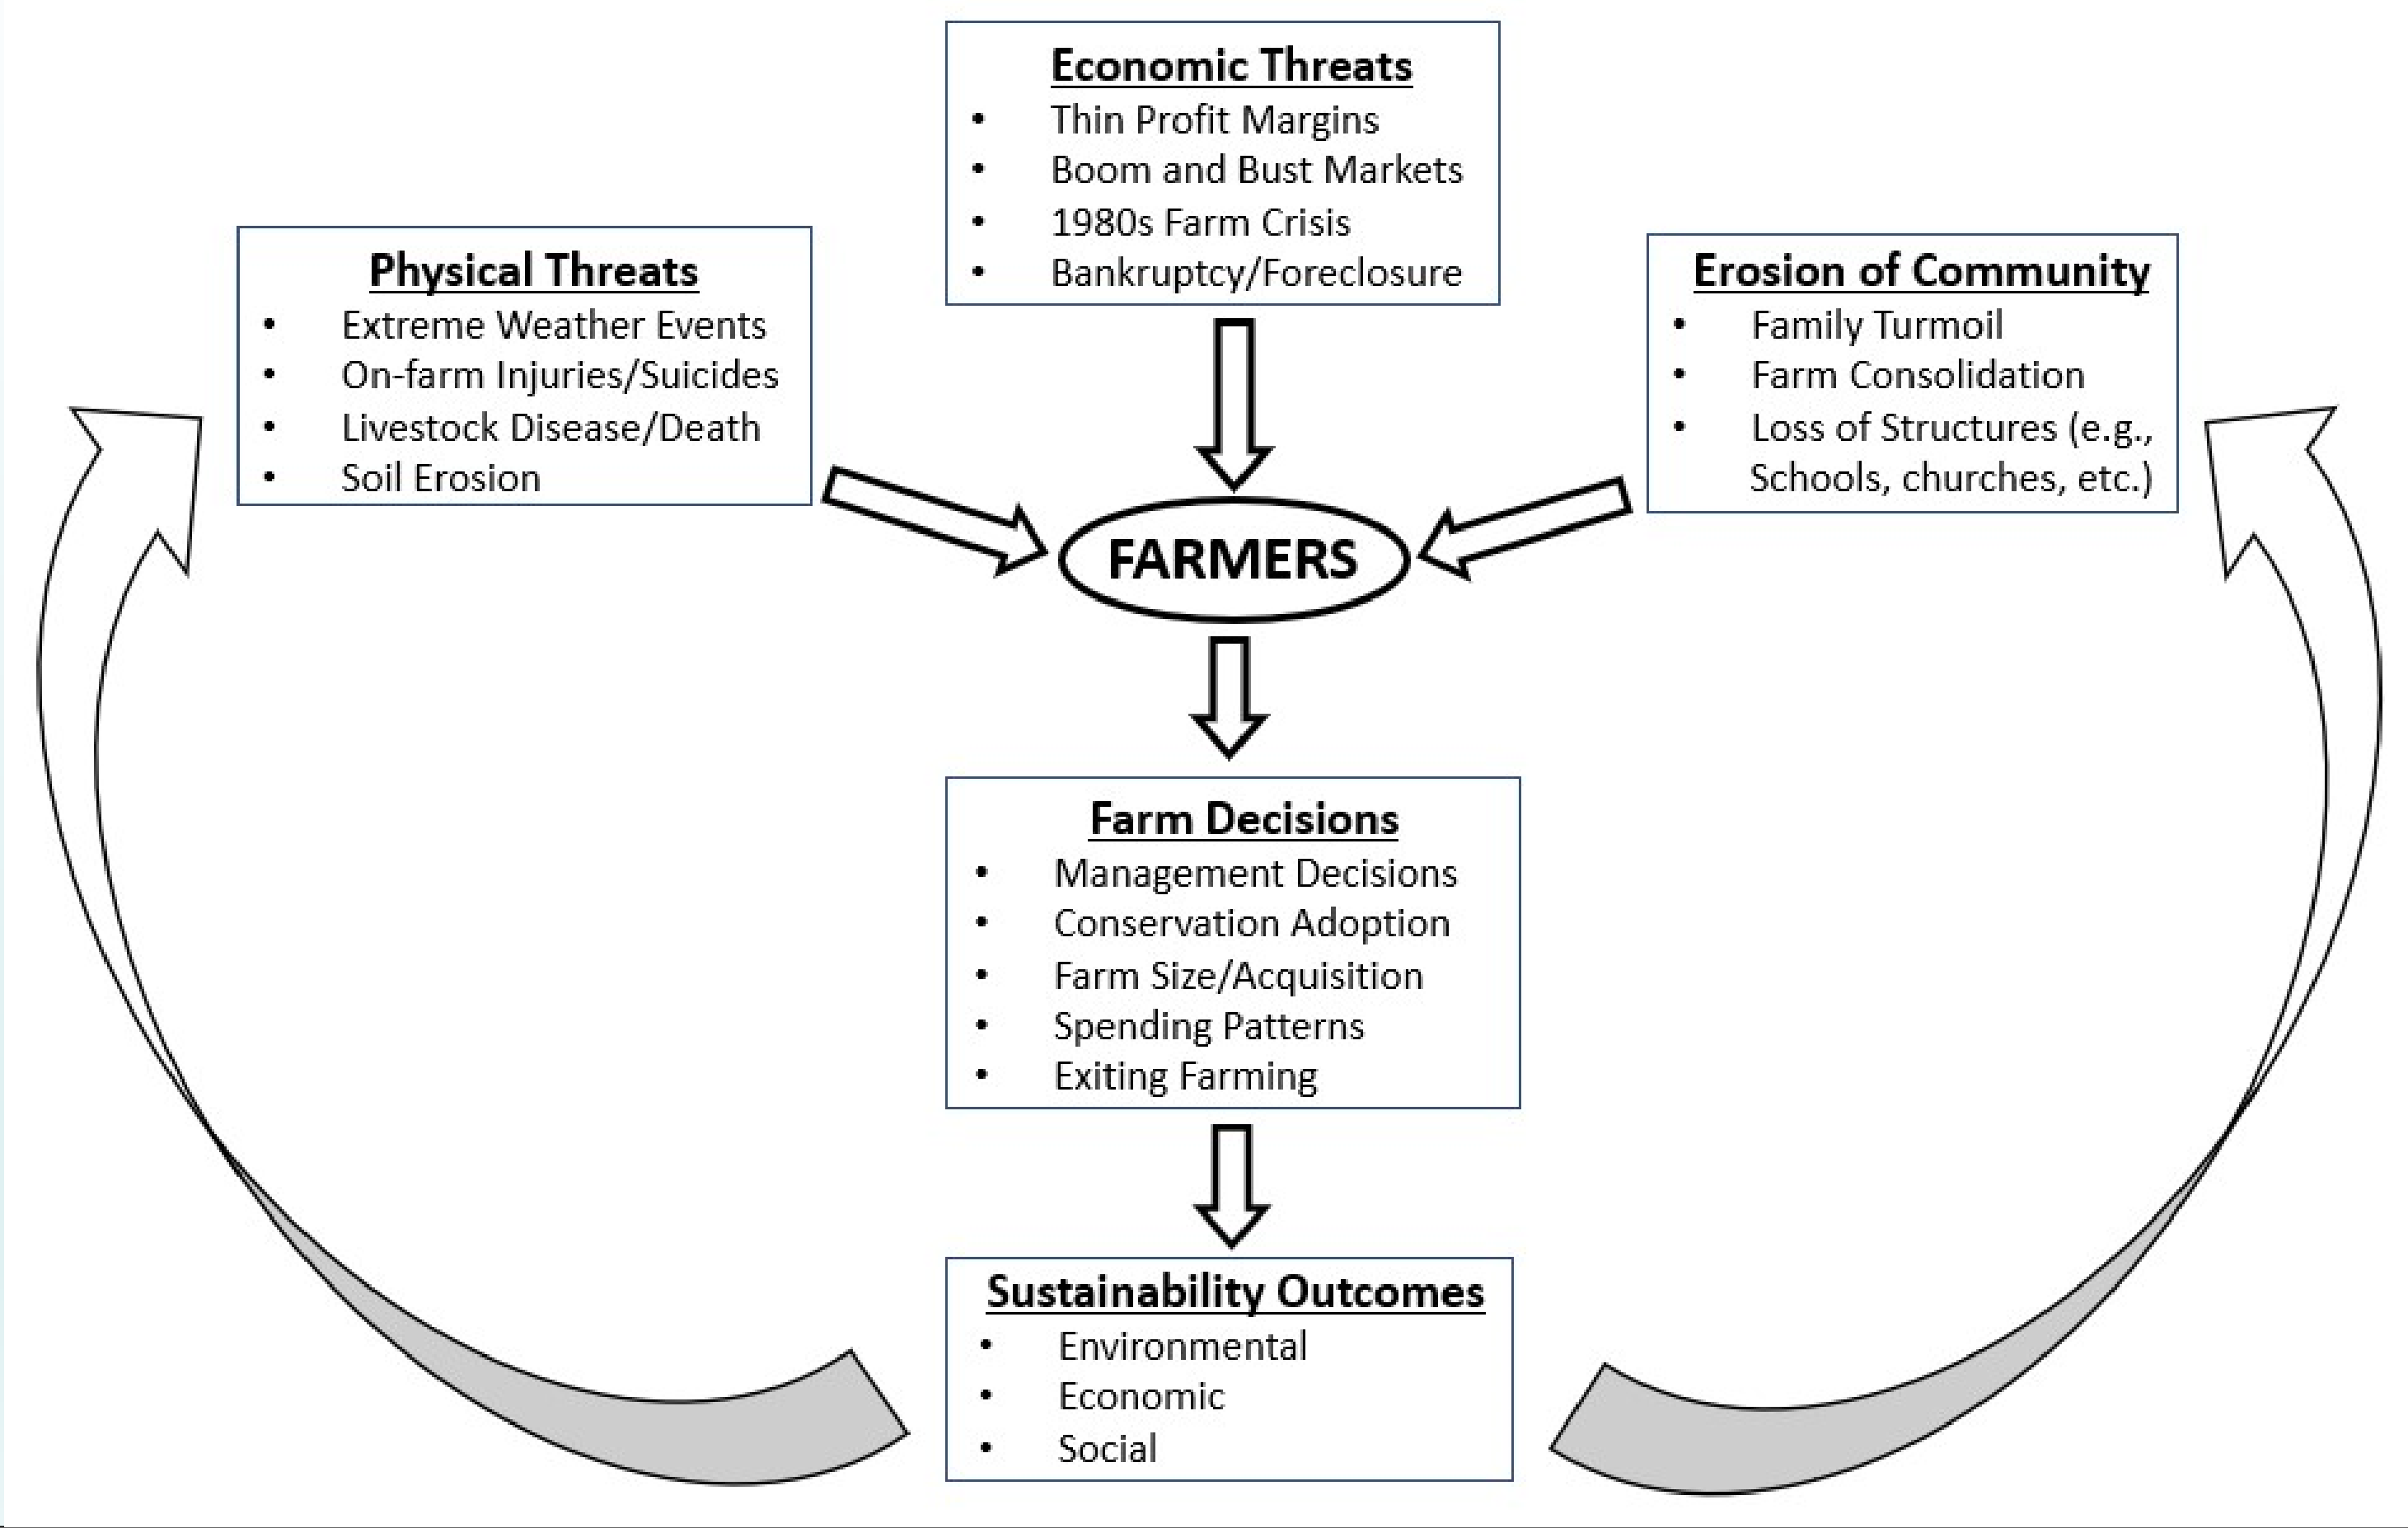 Economic Threats
• Thin Profit Margins
• Boom and Bust Markets
• 1980s Farm Crisis
• Bankruptcy/Foreclosure
Physical Threats
• Extreme Weather Events
• On-farm Injuries/Suicides
• Livestock Disease/Death
• Soil Erosion
Erosion of Community
• Family Turmoil
• Farm Consolidation
• Loss of Structures (e.g.,
Schools, churches, etc.)
FARMERS
Farm Decisions
• Management Decisions
• Conservation Adoption
• Farm Size/Acquisition
• Spending Patterns
• Exiting Farming
Sustainability Outcomes
• Environmental
• Economic
• Social